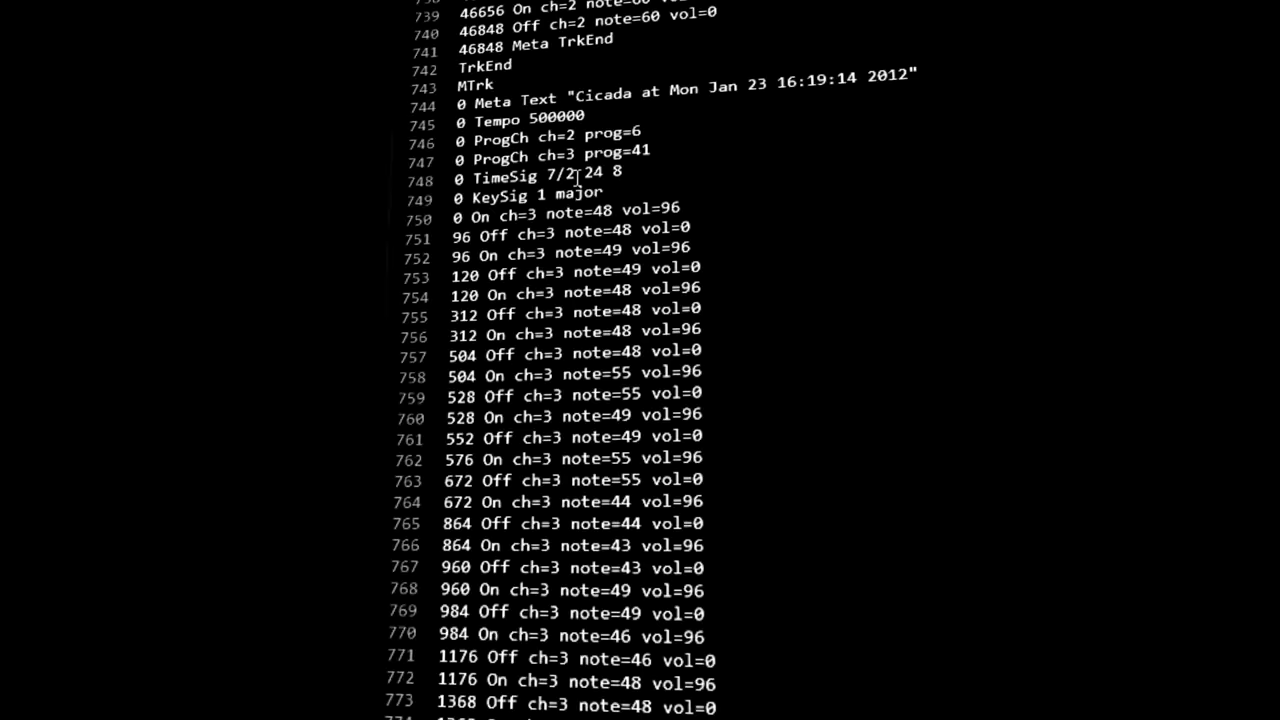 739 46656 On ch=2 note=60
740 46848 Off ch=2 note=60 vol=0
741 46848 Meta TrkEnd
742 TrkEnd
743 MTrk
744 0 Meta Text "Cicada at Mon Jan 23 16:19:14 2012"
745 0 Tempo 500000
746 0 ProgCh ch=2 prog=6
747 0 ProgCh ch=3 prog=41
748 0 TimeSig 7/2 24 8
749 0 KeySig 1 major
750 0 On ch=3 note=48 vol=96
751 96 Off ch=3 note=48 vol=0
752 96 On ch=3 note=49 vol=96
753 120 Off ch=3 note=49 vol=0
754 120 On ch=3 note=48 vol=96
755 312 Off ch=3 note=48 vol=0
756 312 On ch=3 note=48 vol=96
757 504 Off ch=3 note=48 vol=0
758 504 On ch=3 note=55 vol=96
759 528 Off ch=3 note=55 vol=0
760 528 On ch=3 note=49 vol=96
761 552 Off ch=3 note=49 vol=0
762 576 On ch=3 note=55 vol=96
763 672 Off ch=3 note=55 vol=0
764 672 On ch=3 note=44 vol=96
765 864 Off ch=3 note=44 vol=0
766 864 On ch=3 note=43 vol=96
767 960 Off ch=3 note=43 vol=0
768 960 On ch=3 note=49 vol=96
769 984 Off ch=3 note=49 vol=0
770 984 On ch=3 note=46 vol=96
771 1176 Off ch=3 note=46 vol=0
772 1176 On ch=3 note=48 vol=96
773 1368 Off ch=3 note=48 vol=0